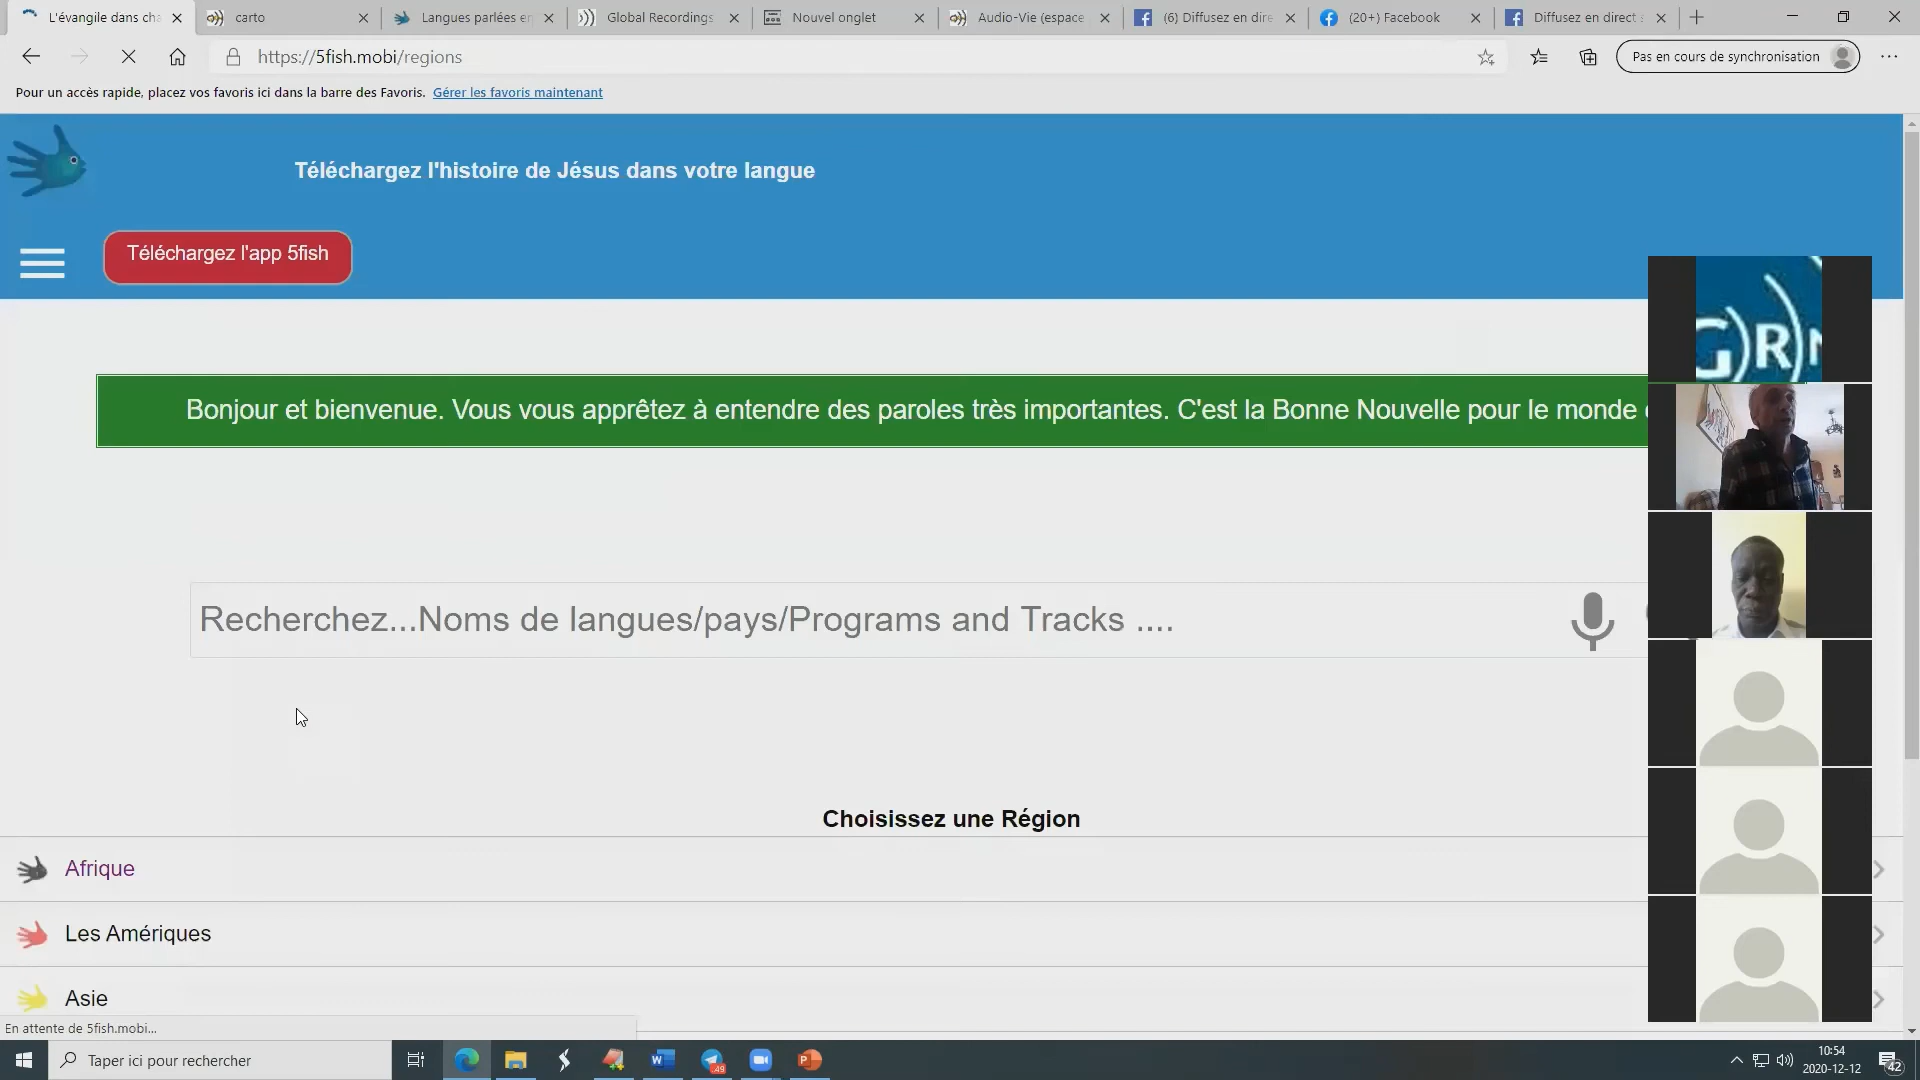 L'évangile dans cha
carto
Langues parlées en
Global Recordings
Nouvel onglet
Audio-Vie (espace
(6) Diffusez en dire
(20+) Facebook
Diffusez en direct s
https://5fish.mobi/regions
Pas en cours de synchronisation
Pour un accès rapide, placez vos favoris ici dans la barre des Favoris. Gérer les favoris maintenant
Téléchargez l'histoire de Jésus dans votre langue
Téléchargez l'app 5fish
GRN
Bonjour et bienvenue. Vous vous apprêtez à entendre des paroles très importantes. C'est la Bonne Nouvelle pour le monde
Recherchez...Noms de langues/pays/Programs and Tracks ....
Choisissez une Région
Afrique
Les Amériques
Asie
En attente de 5fish.mobi...
Taper ici pour rechercher
49
10:54
2020-12-12
42